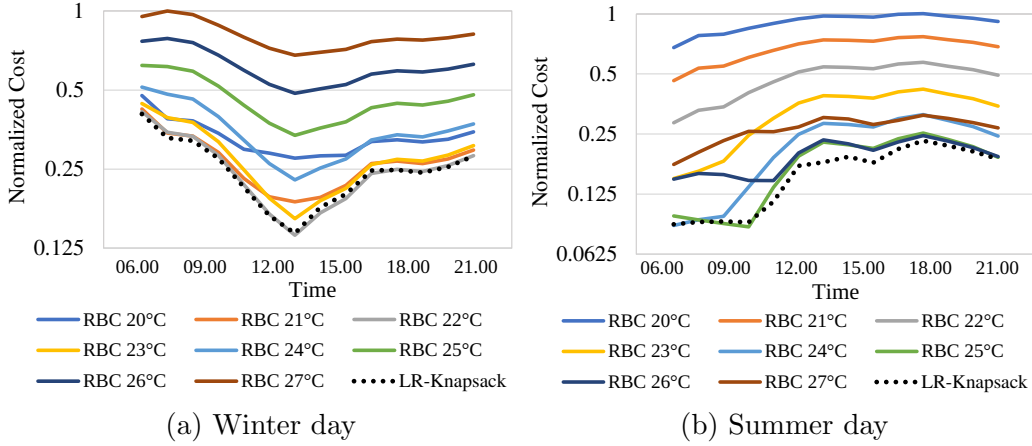 1
0.5
0.25
0.125
Normalized Cost
06.00 09.00 12.00 15.00 18.00 21.00
Time
RBC 20°C RBC 21°C RBC 22°C
RBC 23°C RBC 24°C RBC 25°C
RBC 26°C RBC 27°C LR-Knapsack
(a) Winter day
1
0.5
0.25
0.125
0.0625
Normalized Cost
06.00 09.00 12.00 15.00 18.00 21.00
Time
RBC 20°C RBC 21°C RBC 22°C
RBC 23°C RBC 24°C RBC 25°C
RBC 26°C RBC 27°C LR-Knapsack
(b) Summer day